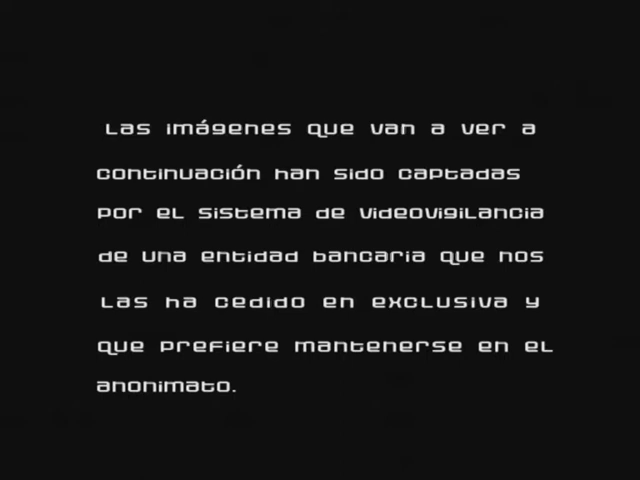 Las imágenes que van a ver a
continuación han sido captadas
por el sistema de videovigilancia
de una entidad bancaria que nos
las ha cedido en exclusiva y
que prefiere mantenerse en el
anonimato.